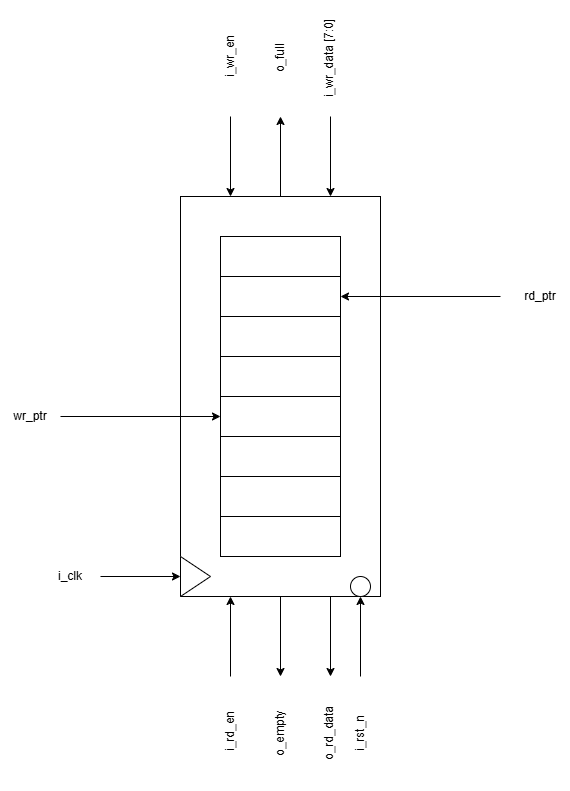 i_wr_en
o_full
i_wr_data [7:0]
rd_ptr
wr_ptr
i_clk
i_rd_en
o_empty
o_rd_data
i_rst_n